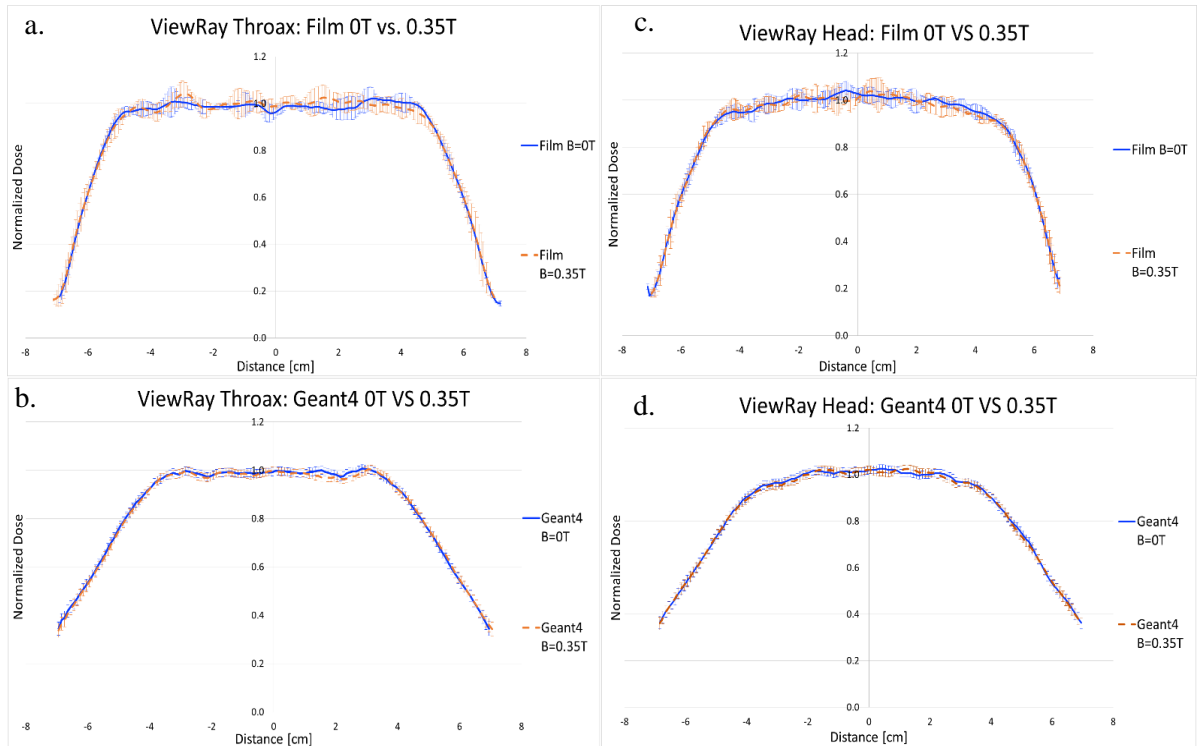 a.
ViewRay Throax: Film 0T vs. 0.35T
Normalized Dose
1.2
1.0
0.8
0.6
0.4
0.2
0.0
-8 -6 -4 -2 0 2 4 6 8
Distance [cm]
Film B=0T
Film
B=0.35T
c.
ViewRay Head: Film 0T VS 0.35T
Normalized Dose
1.2
1.0
0.8
0.6
0.4
0.2
0.0
-8 -6 -4 -2 0 2 4 6 8
Distance [cm]
Film B=0T
Film
B=0.35T
b.
ViewRay Throax: Geant4 0T VS 0.35T
Normalized Dose
1.2
1.0
0.8
0.6
0.4
0.2
0.0
-8 -6 -4 -2 0 2 4 6 8
Distance [cm]
Geant4
B=0T
Geant4
B=0.35T
d.
ViewRay Head: Geant4 0T VS 0.35T
Normalized Dose
1.2
1.0
0.8
0.6
0.4
0.2
0.0
-8 -6 -4 -2 0 2 4 6 8
Distance [cm]
Geant4
B=0T
Geant4
B=0.35T